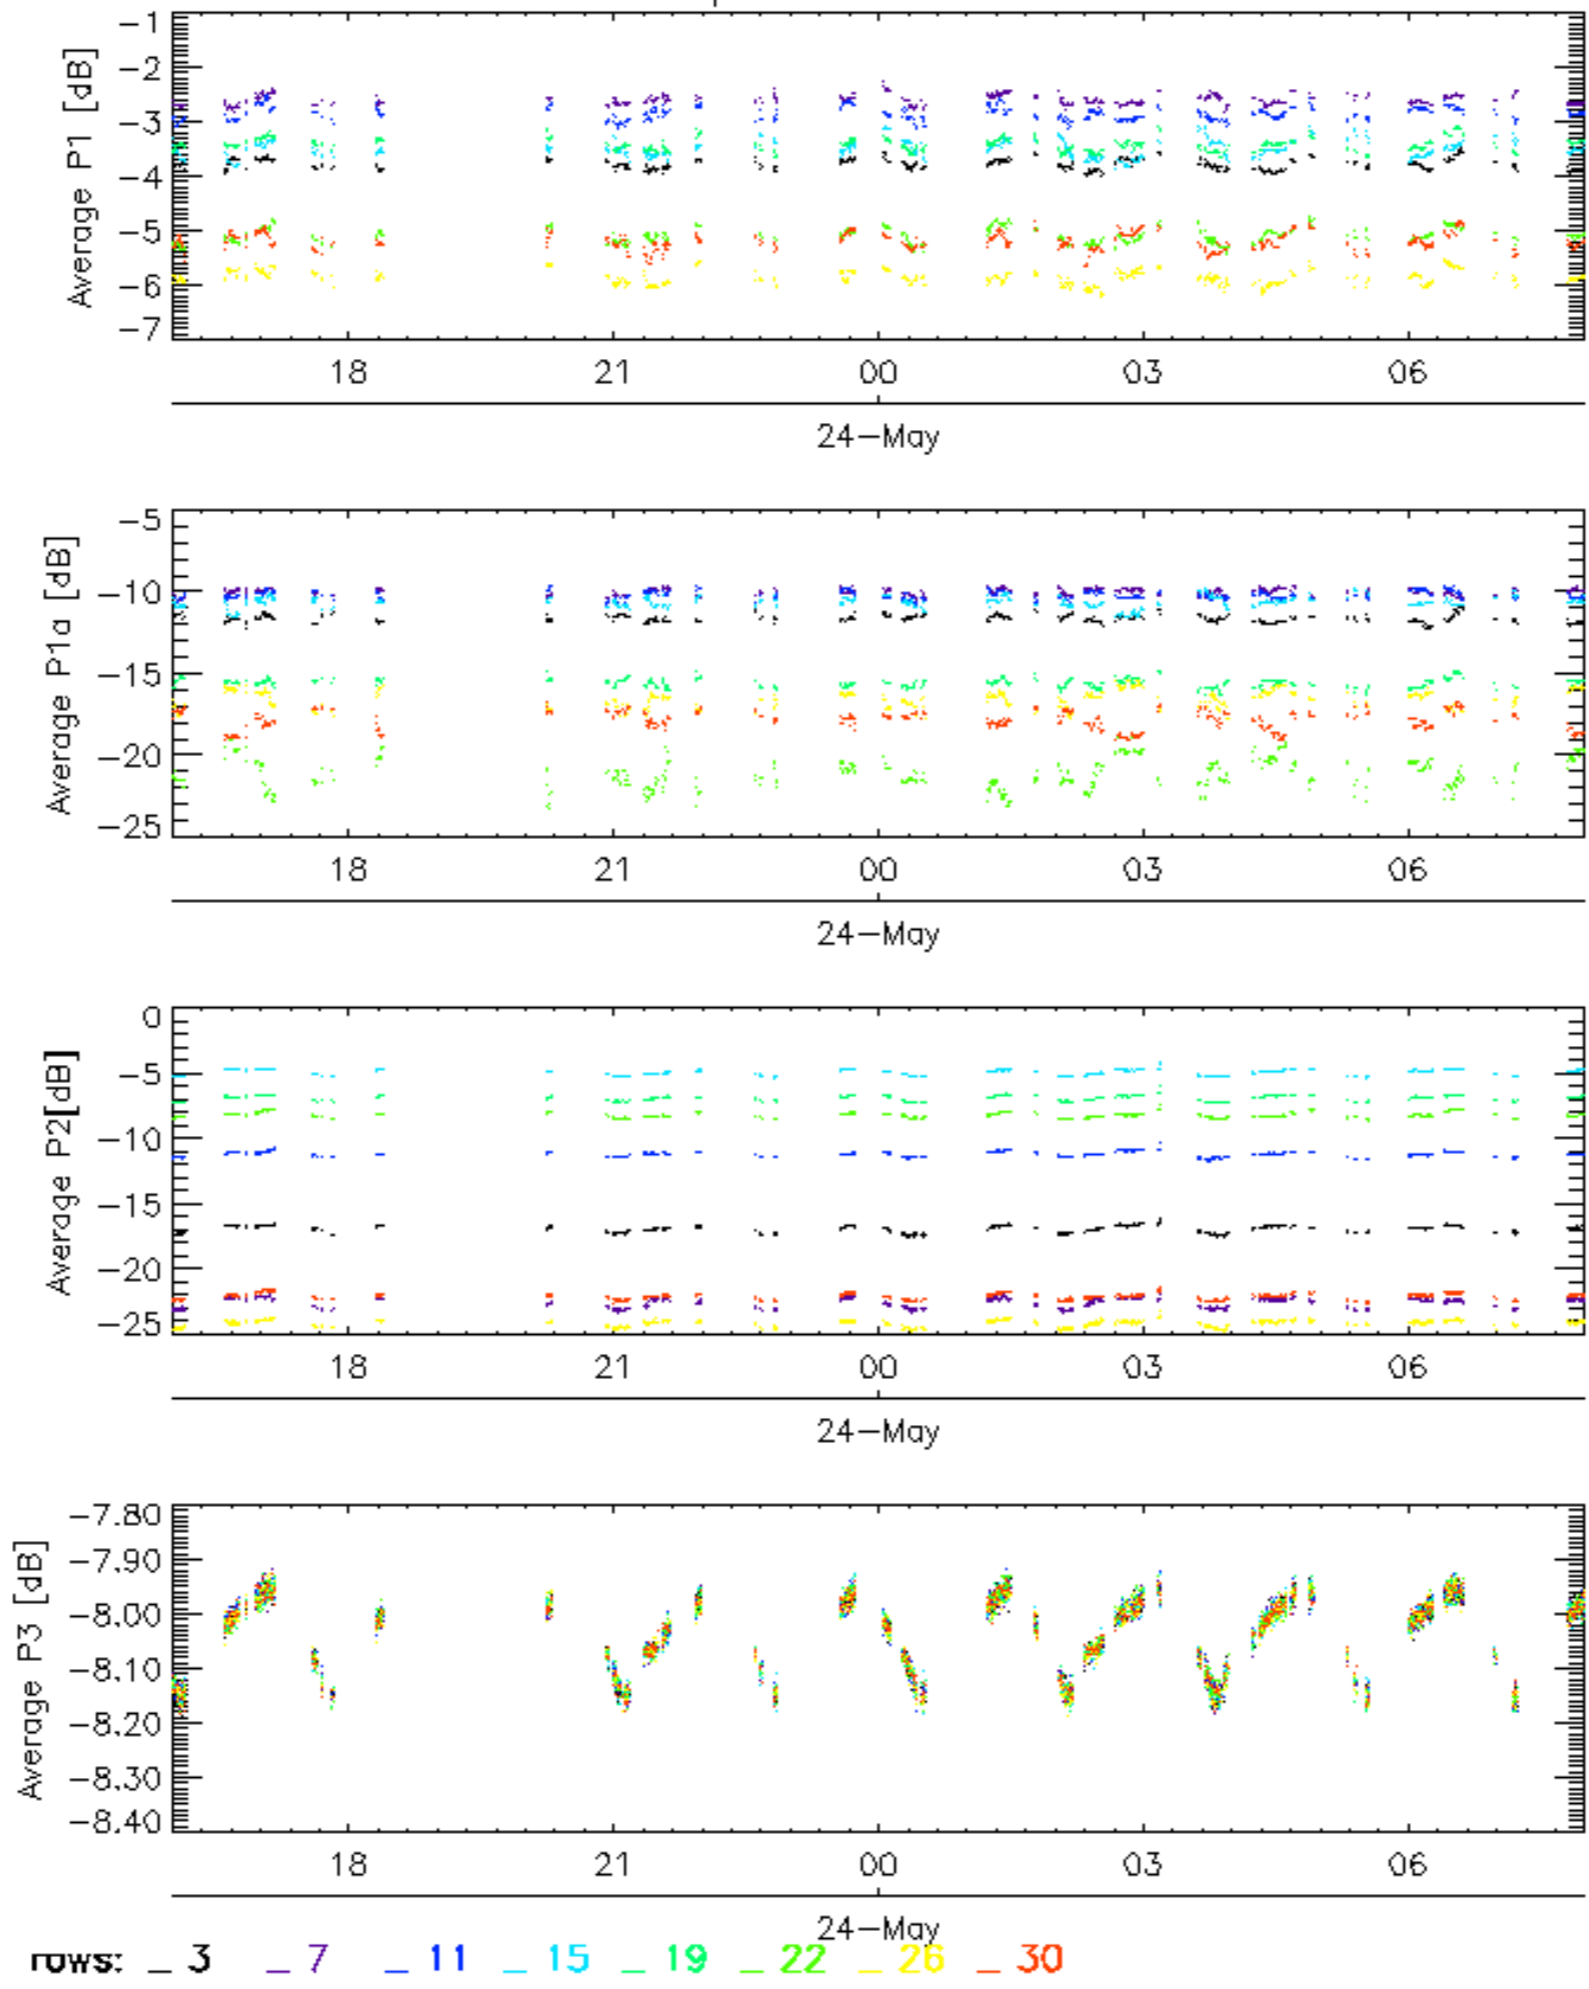 Average P1 [dB]
-1
-2
-3
-4
-5
-6
-7
18 21 00 03 06
24-May
Average P1a [dB]
-5
-10
-15
-20
-25
18 21 00 03 06
24-May
Average P2[dB]
0
-5
-10
-15
-20
-25
18 21 00 03 06
24-May
Average P3 [dB]
-7.80
-7.90
-8.00
-8.10
-8.20
-8.30
-8.40
18 21 00 03 06
24-May
rows: _ 3 _ 7 _ 11 _ 15 _ 19 _ 22 _ 26 _ 30